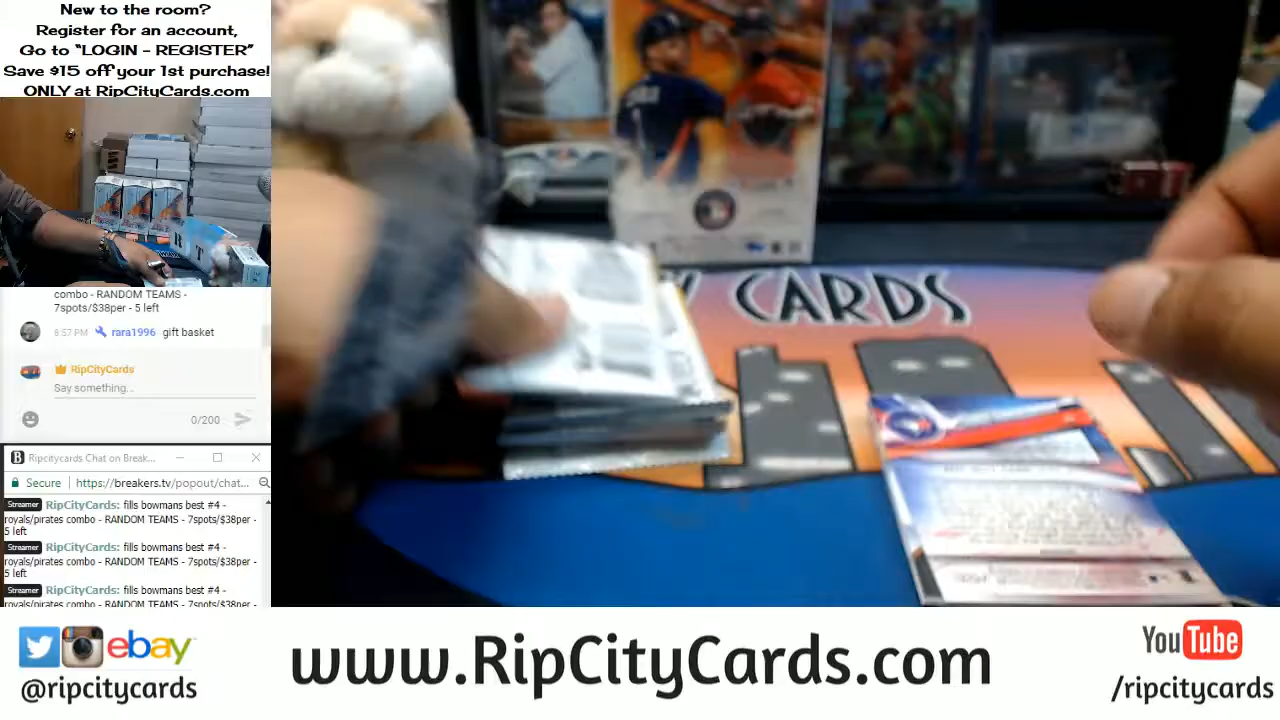 New to the room?
Register for an account,
Go to "LOGIN - REGISTER"
Save $15 off your 1st purchase!
ONLY at RipCityCards.com
combo - RANDOM TEAMS -
7spots/$38per - 5 left
8:57 PM rara1996 gift basket
RipCityCards
Say something...
0/200
B Ripcitycards Chat on Break...
Secure https://breakers.tv/popout/chat...
Streamer RipCityCards: fills bowmans best #4 -
royals/pirates combo - RANDOM TEAMS - 7spots/$38per -
5 left
Streamer RipCityCards: fills bowmans best #4 -
royals/pirates combo - RANDOM TEAMS - 7spots/$38per -
5 left
Streamer RipCityCards: fills bowmans best #4 -
royals/pirates combo - RANDOM TEAMS - 7spots/$38per -
CARDS
ebay
@ripcitycards
www.RipCityCards.com
YouTube
/ripcitycards